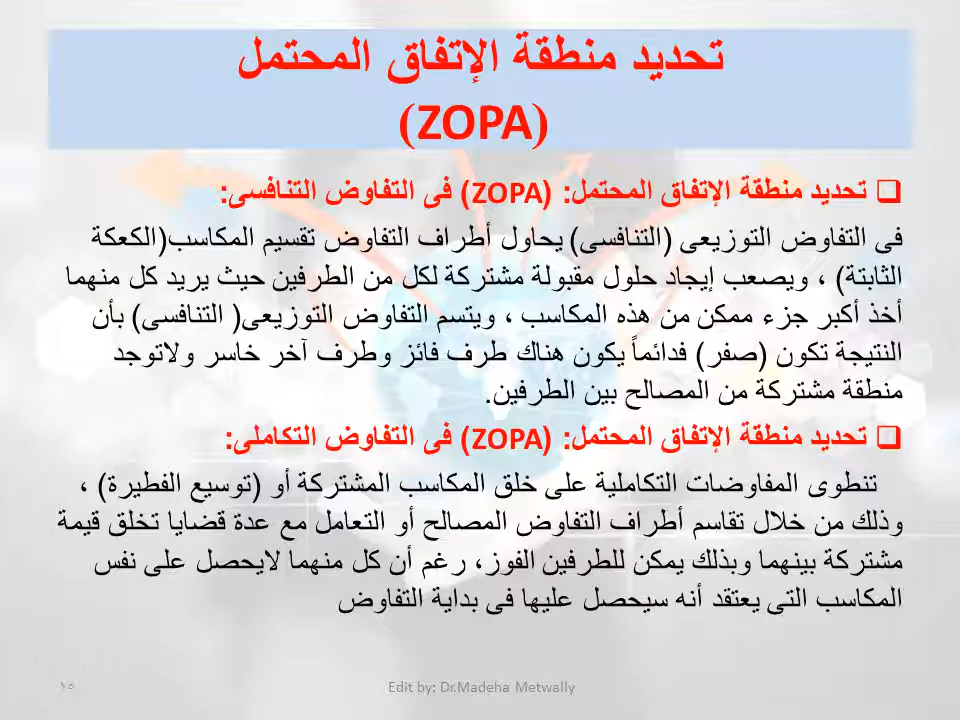 تحديد منطقة الإتفاق المحتمل
(ZOPA)
❑ تحديد منطقة الإتفاق المحتمل: (ZOPA) فى التفاوض التنافسى:
فى التفاوض التوزيعى (التنافسى) يحاول أطراف التفاوض تقسيم المكاسب(الكعكة
الثابتة) ، ويصعب إيجاد حلول مقبولة مشتركة لكل من الطرفين حيث يريد كل منهما
أخذ أكبر جزء ممكن من هذه المكاسب ، ويتسم التفاوض التوزيعى( التنافسى) بأن
النتيجة تكون (صفر) فدائماً يكون هناك طرف فائز وطرف آخر خاسر ولاتوجد
منطقة مشتركة من المصالح بين الطرفين.
❑ تحديد منطقة الإتفاق المحتمل: (ZOPA) فى التفاوض التكاملى:
تنطوى المفاوضات التكاملية على خلق المكاسب المشتركة أو (توسيع الفطيرة) ،
وذلك من خلال تقاسم أطراف التفاوض المصالح أو التعامل مع عدة قضايا تخلق قيمة
مشتركة بينهما وبذلك يمكن للطرفين الفوز، رغم أن كل منهما لايحصل على نفس
المكاسب التى يعتقد أنه سيحصل عليها فى بداية التفاوض
Edit by: Dr.Madeha Metwally